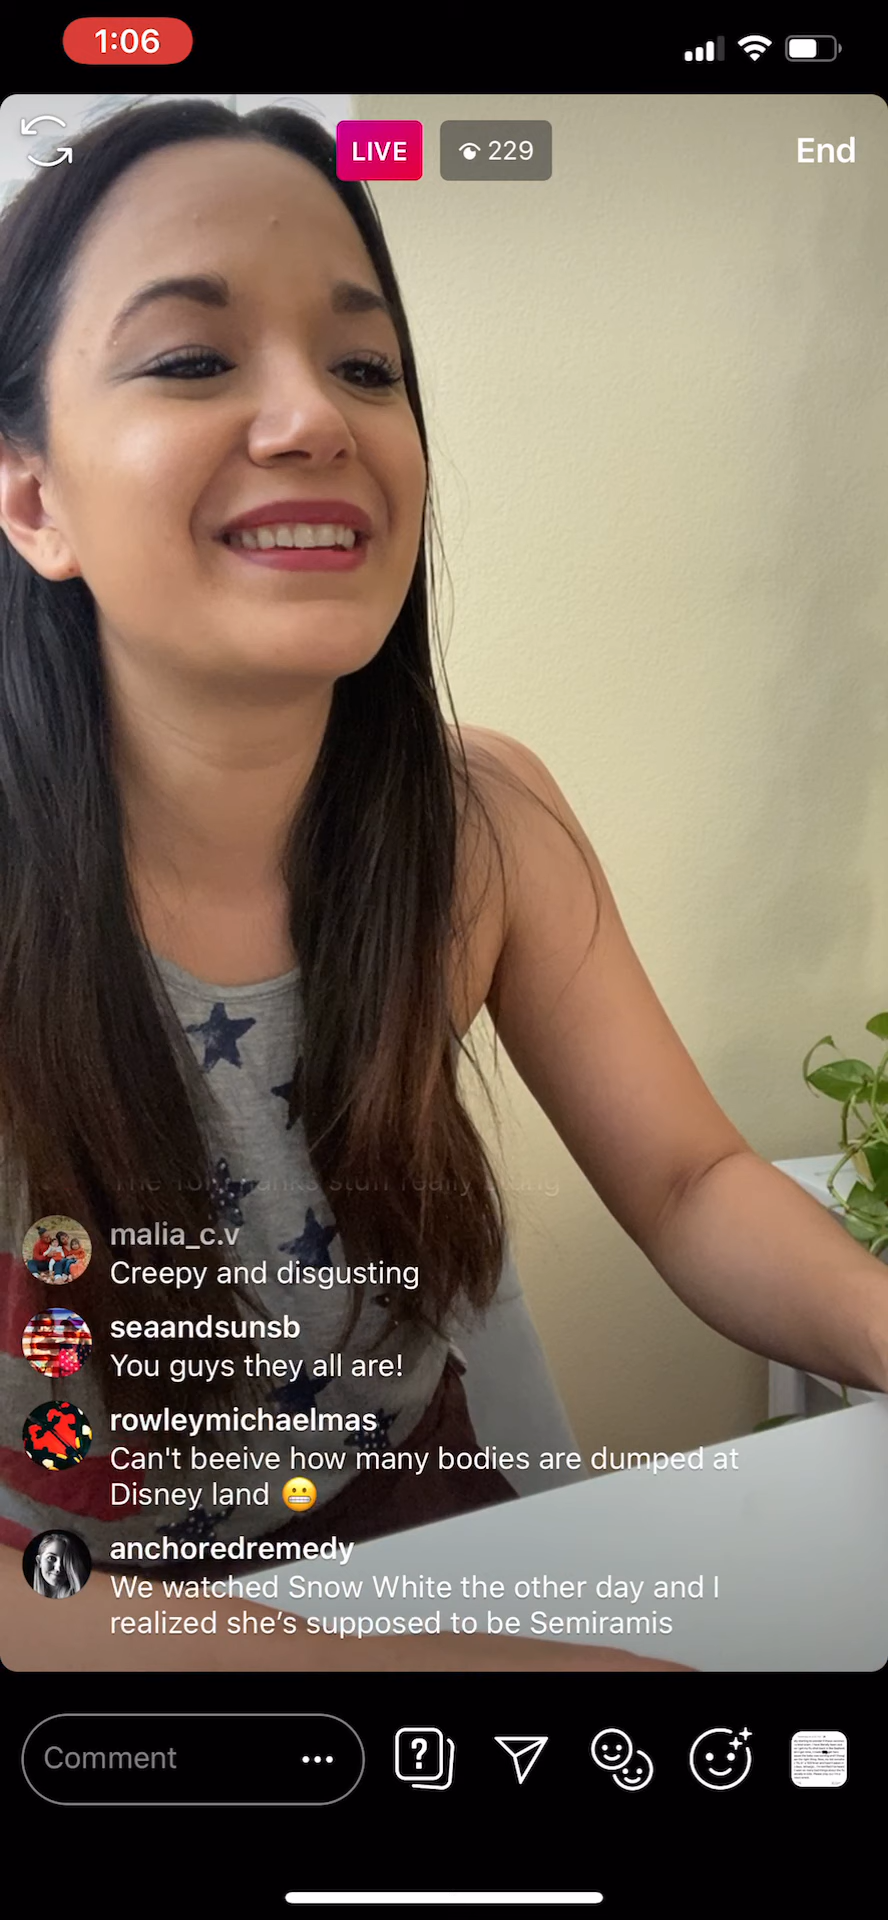 1:06
LIVE
229
End
malia_c.v
Creepy and disgusting
seaandsunsb
You guys they all are!
rowleymichaelmas
Can't beeive how many bodies are dumped at
Disney land 😬
anchoredremedy
We watched Snow White the other day and I
realized she’s supposed to be Semiramis
Comment